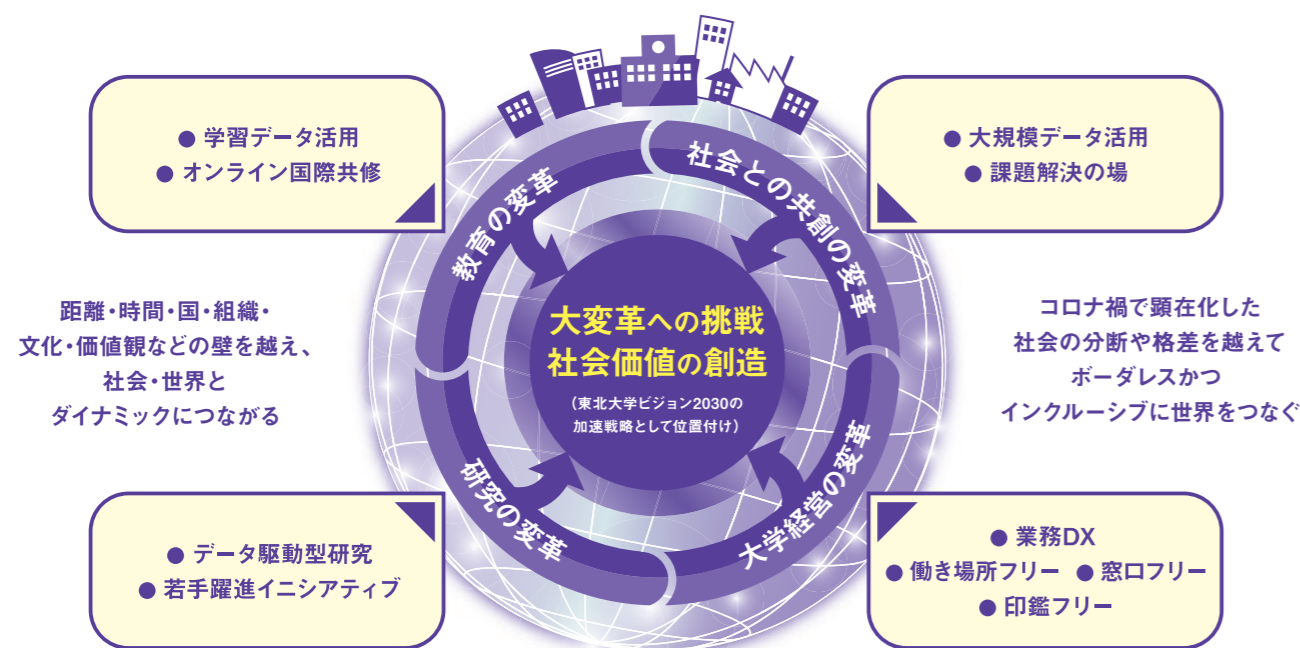 ● 学習データ活用
● オンライン国際共修
● 大規模データ活用
● 課題解決の場
教育の変革
社会との共創の変革
距離・時間・国・組織・
文化・価値観などの壁を越え、
社会・世界と
ダイナミックにつながる
大変革への挑戦
社会価値の創造
（東北大学ビジョン2030の
加速戦略として位置付け）
コロナ禍で顕在化した
社会の分断や格差を越えて
ボーダレスかつ
インクルーシブに世界をつなぐ
研究の変革
大学経営の変革
● データ駆動型研究
● 若手躍進イニシアティブ
● 業務DX
● 働き場所フリー ● 窓口フリー
● 印鑑フリー